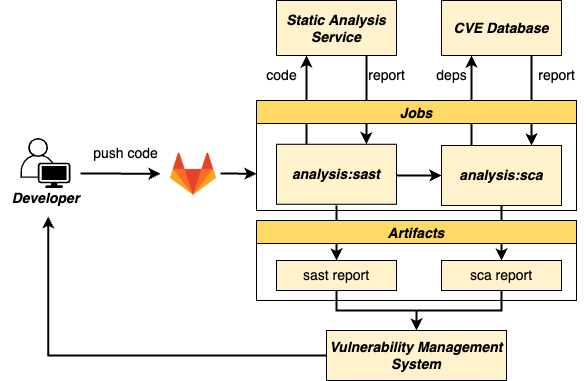 Static Analysis
Service
CVE Database
code
report
deps
report
Jobs
push code
analysis:sast
analysis:sca
Developer
Artifacts
sast report
sca report
Vulnerability Management
System